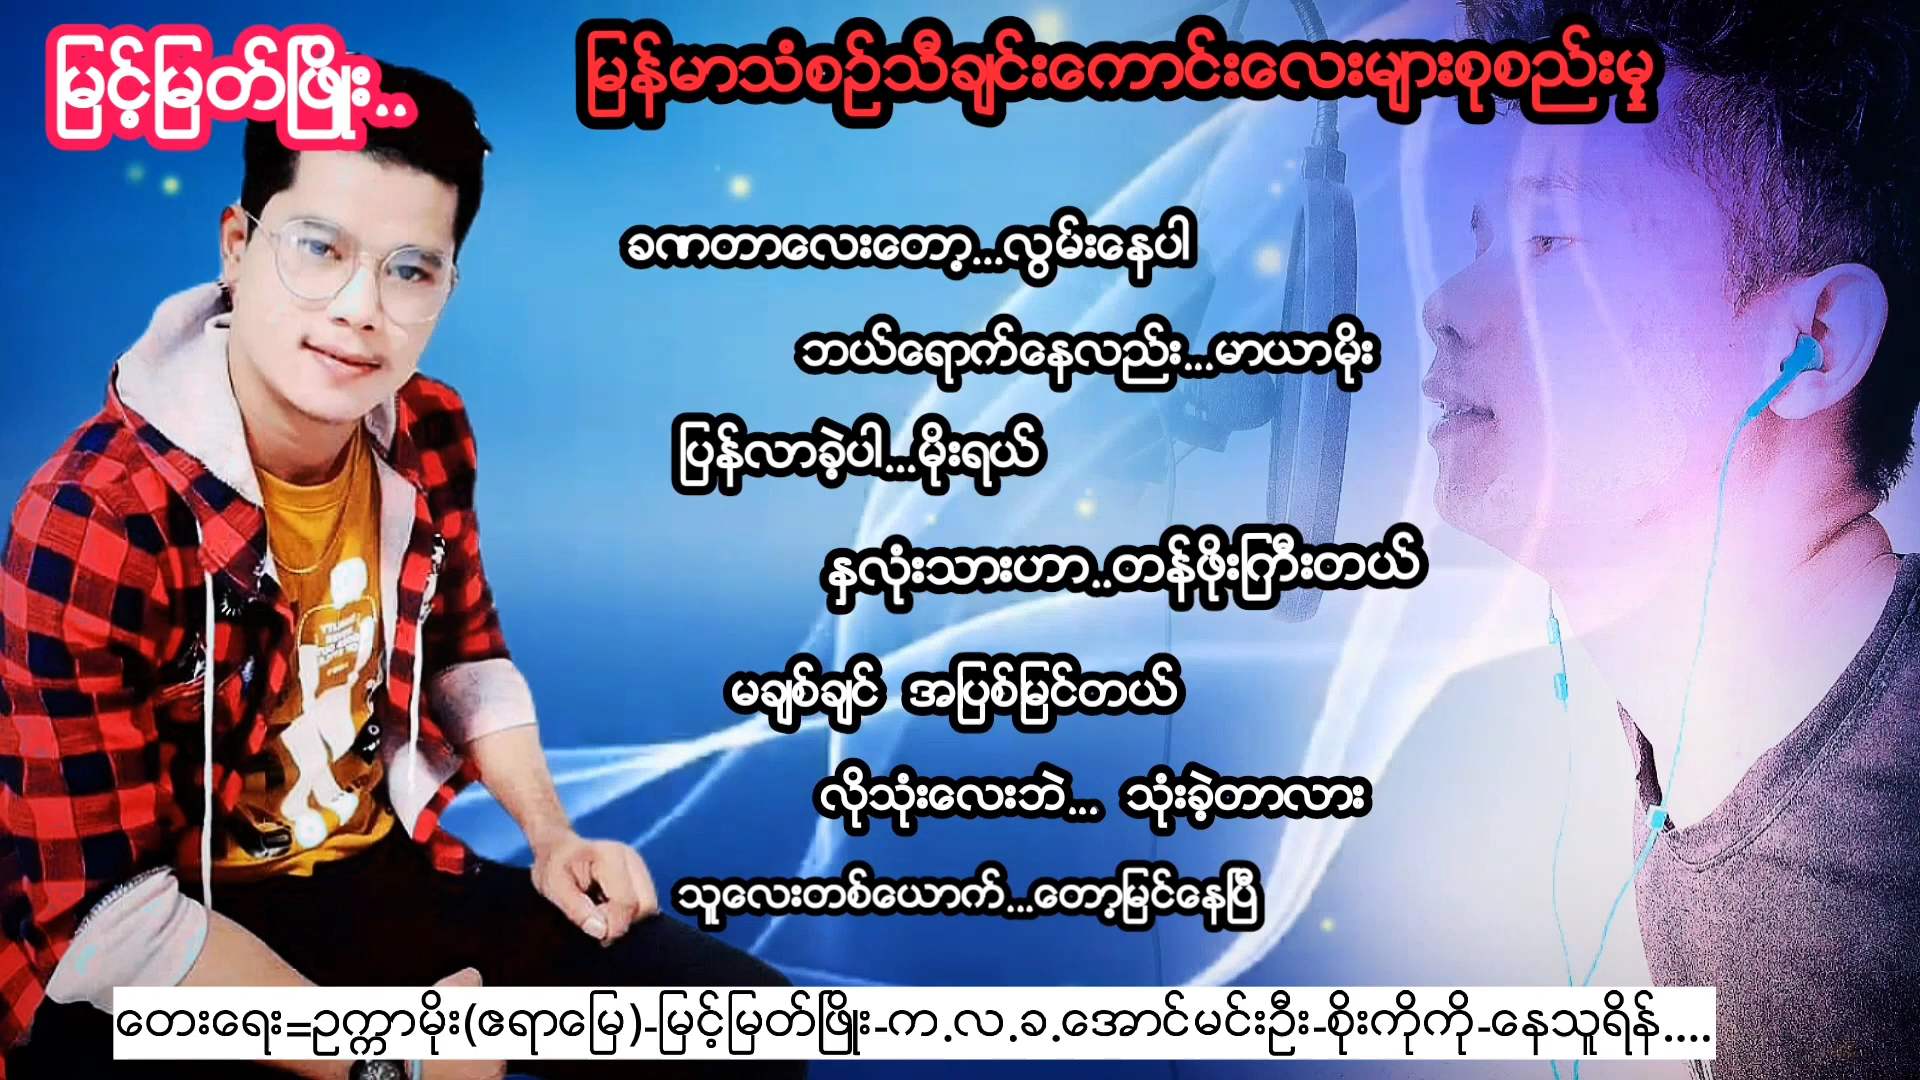 မြင့်မြတ်ဖြိုး..
မြန်မာသံစဉ်သီချင်းကောင်းလေးများစုစည်းမှု
ခဏတာလေးတော့...လွမ်းနေပါ
ဘယ်ရောက်နေလည်း...မာယာမိုး
ပြန်လာခဲ့ပါ...မိုးရယ်
နှလုံးသားဟာ..တန်ဖိုးကြီးတယ်
မချစ်ချင် အပြစ်မြင်တယ်
လိုသုံးလေးဘဲ... သုံးခဲ့တာလား
သူလေးတစ်ယောက်...တော့မြင်နေပြီ
တေးရေး=ဥက္ကာမိုး(ဧရာမြေ)-မြင့်မြတ်ဖြိုး-က.လ.ခ.အောင်မင်းဦး-စိုးကိုကို-နေသူရိန်....